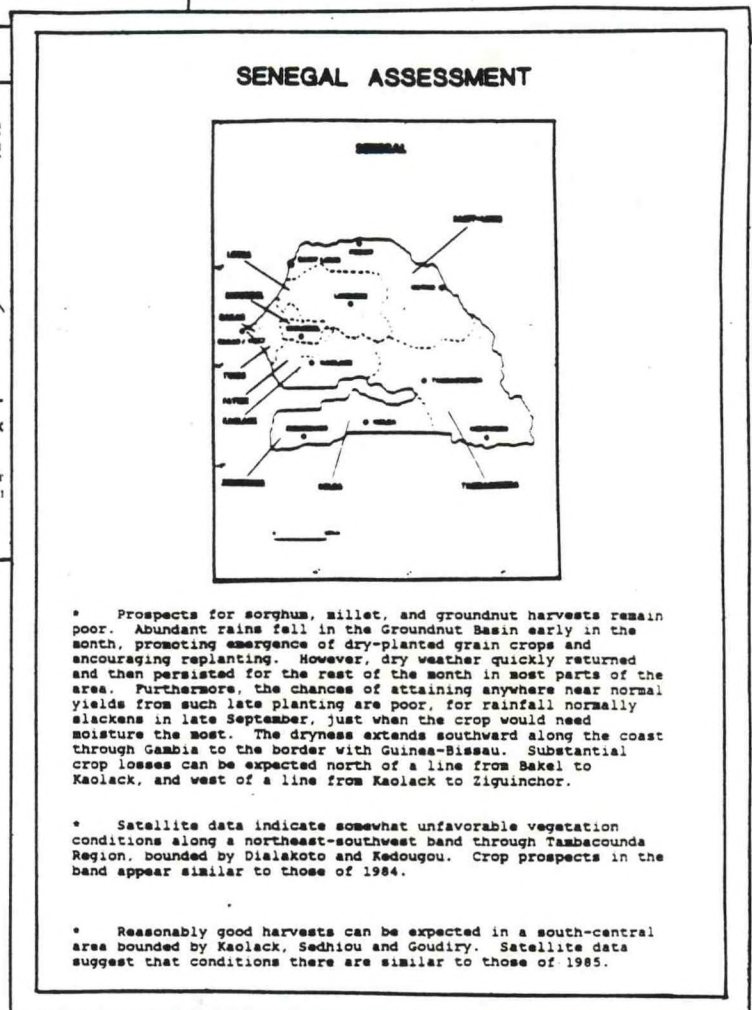 SENEGAL ASSESSMENT
SENEGAL
LOUGA
KAOLACK
KOLDA
* Prospects for sorghum, millet, and groundnut harvests remain
poor. Abundant rains fell in the Groundnut Basin early in the
month, promoting emergence of dry-planted grain crops and
encouraging replanting. However, dry weather quickly returned
and then persisted for the rest of the month in most parts of the
area. Furthermore, the chances of attaining anywhere near normal
yields from such late planting are poor, for rainfall normally
slackens in late September, just when the crop would need
moisture the most. The dryness extends southward along the coast
through Gambia to the border with Guinea-Bissau. Substantial
crop losses can be expected north of a line from Bakel to
Kaolack, and west of a line from Kaolack to Ziguinchor.
* Satellite data indicate somewhat unfavorable vegetation
conditions along a northeast-southwest band through Tambacounda
Region, bounded by Dialakoto and Kedougou. Crop prospects in the
band appear similar to those of 1984.
* Reasonably good harvests can be expected in a south-central
area bounded by Kaolack, Sedhiou and Goudiry. Satellite data
suggest that conditions there are similar to those of 1985.